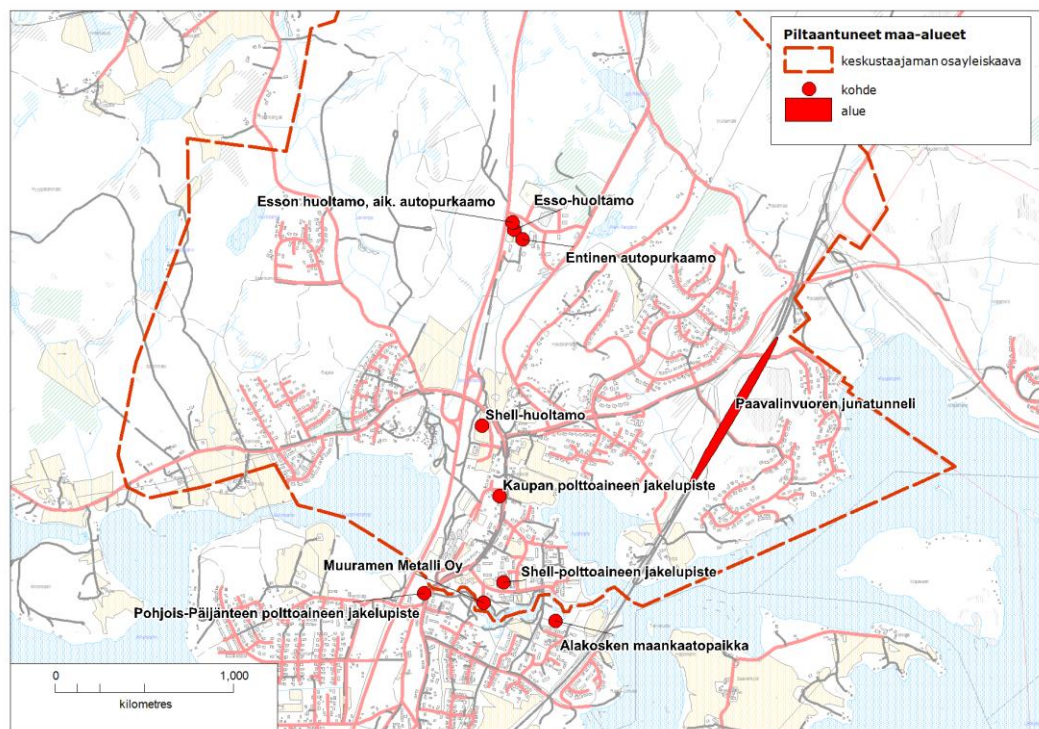 Piltaantuneet maa-alueet
keskustaajaman osayleiskaava
kohde
alue
Esson huoltamo, aik. autopurkaamo
Esso-huoltamo
Entinen autopurkaamo
Paavalinvuoren junatunneli
Shell-huoltamo
Kaupan polttoaineen jakelupiste
Muuramen Metalli Oy
Shell-polttoaineen jakelupiste
Pohjois-Päijänteen polttoaineen jakelupiste
Alakosken maankaatopaikka
0 1,000
kilometres